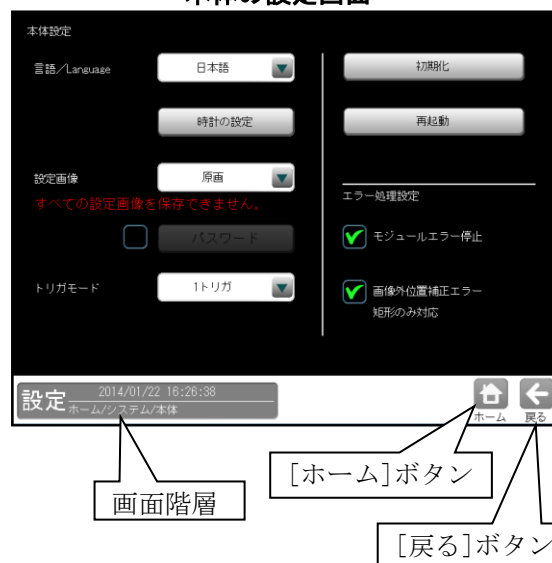 本体の設定画面
本体設定
言語／Language
日本語
時計の設定
設定画像
原画
すべての設定画像を保存できません。
パスワード
トリガモード
1トリガ
初期化
再起動
エラー処理設定
モジュールエラー停止
画像外位置補正エラー
矩形のみ対応
設定
2014/01/22 16:26:38
ホーム/システム/本体
ホーム
戻る
画面階層
[ホーム]ボタン
[戻る]ボタン